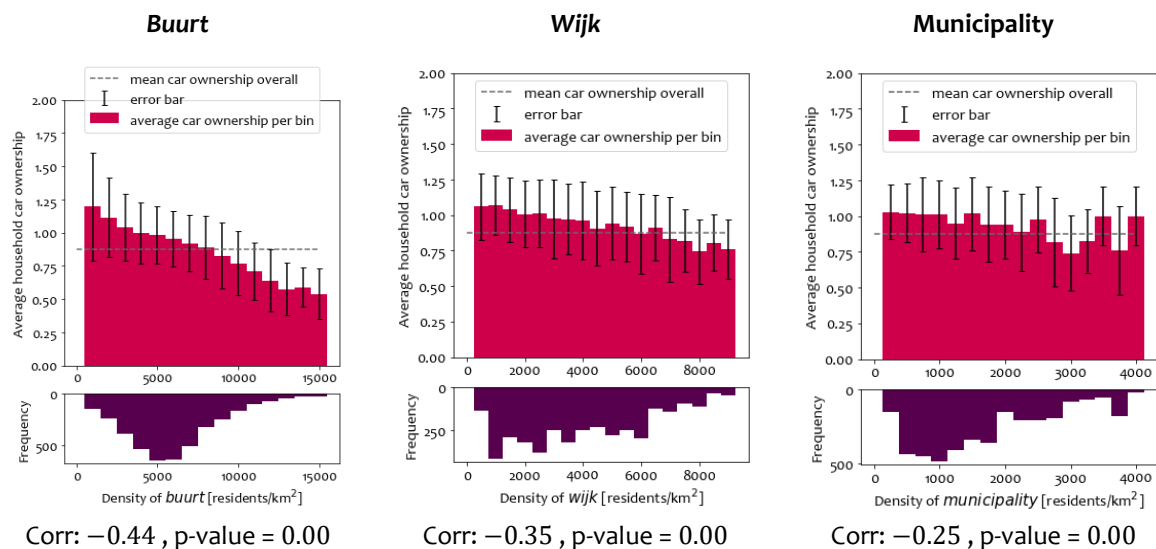 Buurt
Wijk
Municipality
mean car ownership overall
error bar
average car ownership per bin
Average household car ownership
2.00
1.75
1.50
1.25
1.00
0.75
0.50
0.25
0.00
0
5000
10000
15000
Frequency
0
500
Density of buurt [residents/km²]
Corr: −0.44 , p-value = 0.00
mean car ownership overall
error bar
average car ownership per bin
Average household car ownership
2.00
1.75
1.50
1.25
1.00
0.75
0.50
0.25
0.00
0
2000
4000
6000
8000
Frequency
0
250
Density of wijk [residents/km²]
Corr: −0.35 , p-value = 0.00
mean car ownership overall
error bar
average car ownership per bin
Average household car ownership
2.00
1.75
1.50
1.25
1.00
0.75
0.50
0.25
0.00
0
1000
2000
3000
4000
Frequency
0
500
0
1000
2000
3000
4000
Density of municipality [residents/km²]
Corr: −0.25 , p-value = 0.00